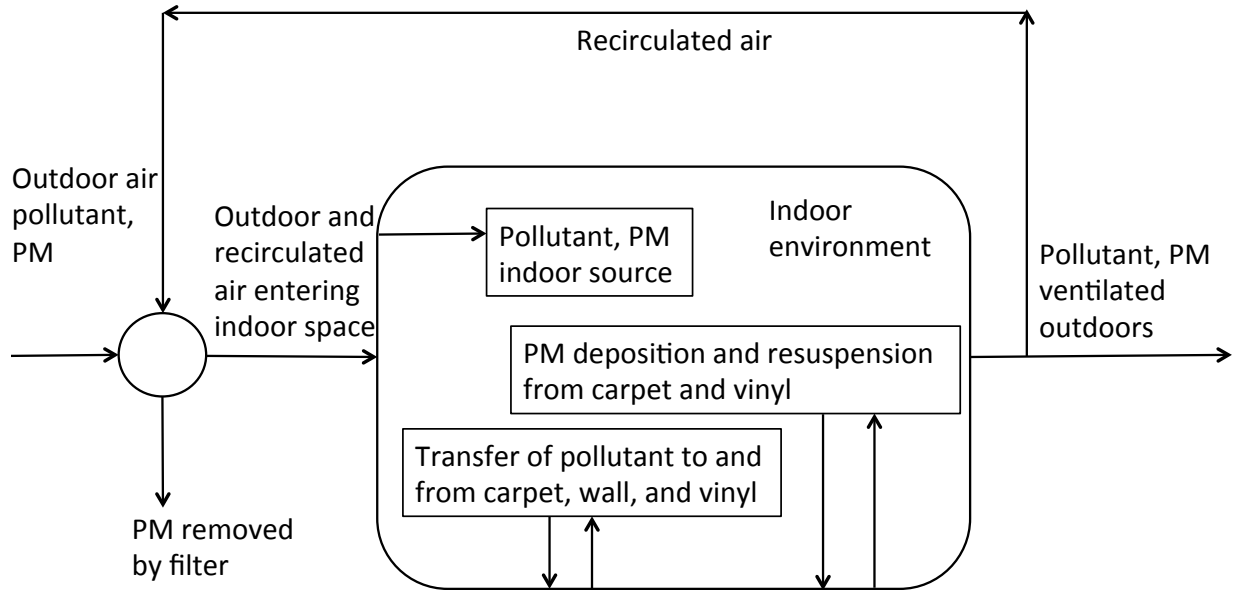 Recirculated air
Outdoor air
pollutant,
PM
Outdoor and
recirculated
air entering
indoor space
Pollutant, PM
indoor source
Indoor
environment
Pollutant, PM
ventilated
outdoors
PM deposition and resuspension
from carpet and vinyl
Transfer of pollutant to and
from carpet, wall, and vinyl
PM removed
by filter